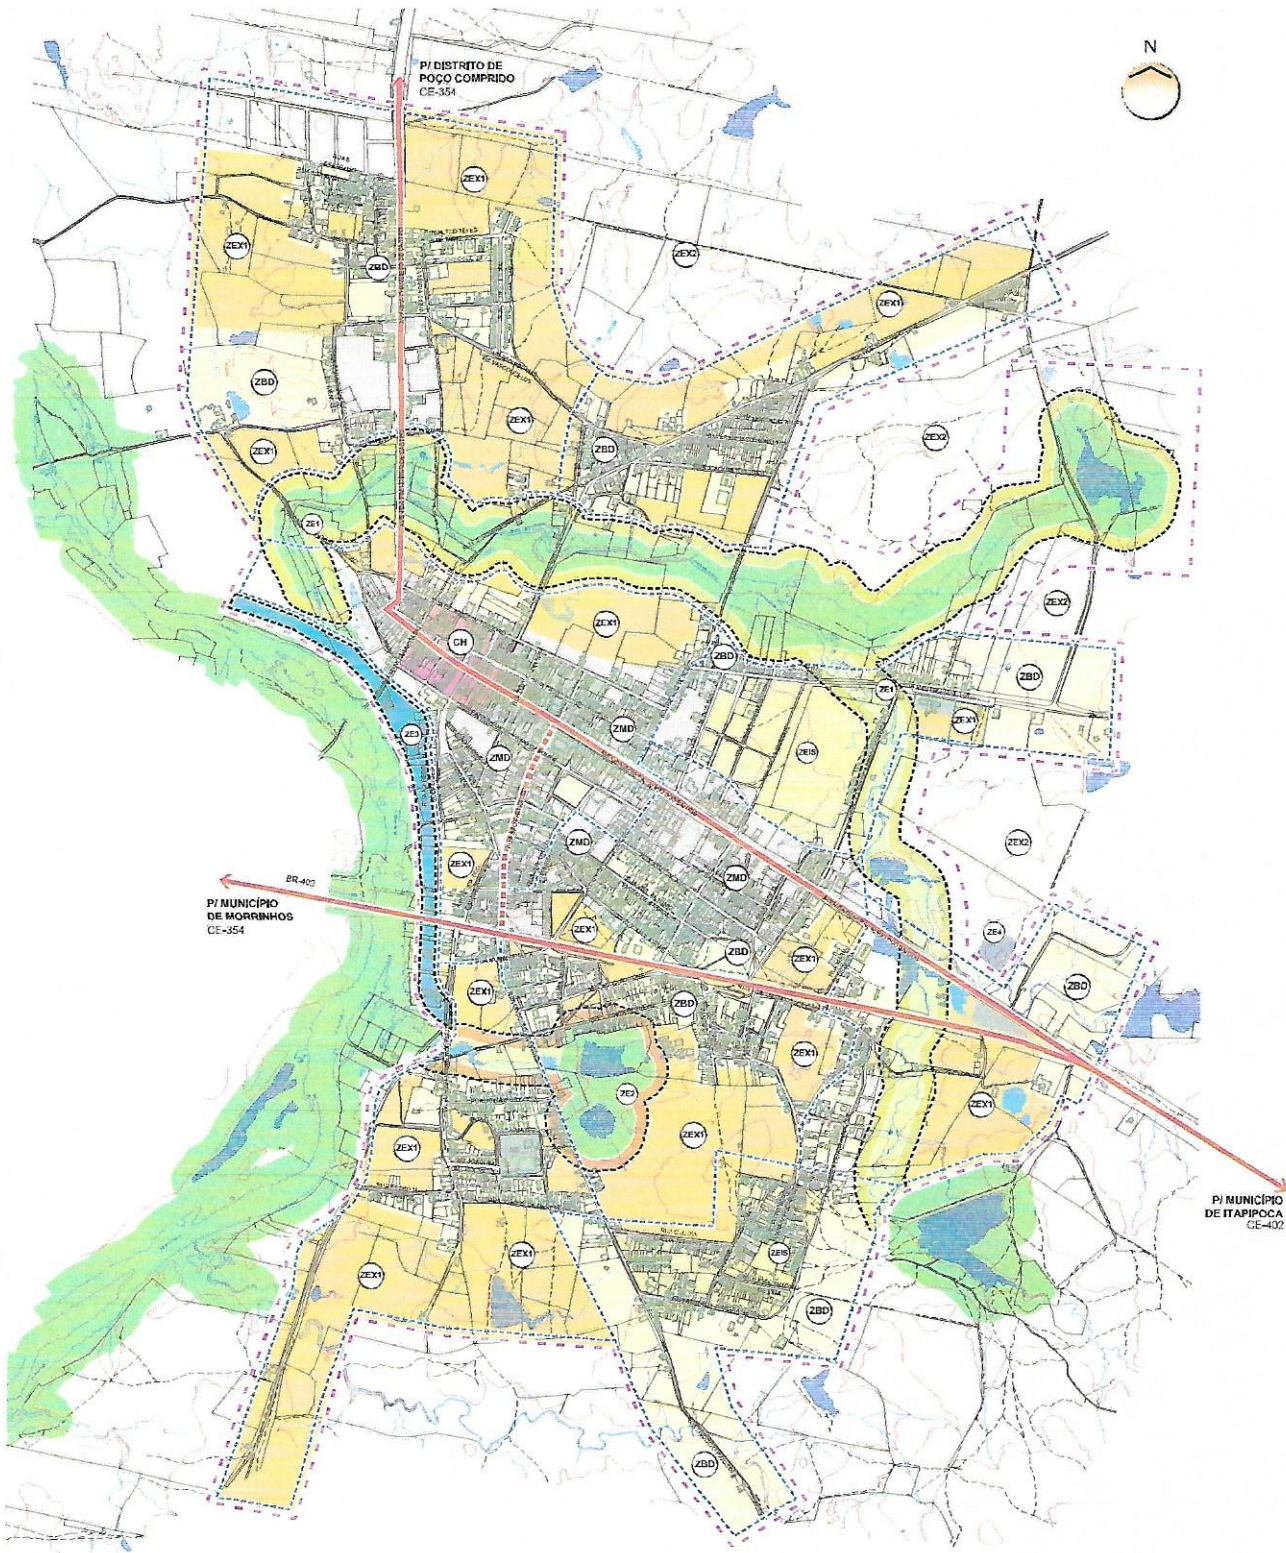 N
P/ DISTRITO DE
POÇO COMPRIDO
CE-354
ZEX1
ZEX1
ZBD
ZEX2
ZEX1
ZBD
ZEX1
ZEX1
ZBD
ZEX2
ZE1
ZEX2
ZEX1
CH
ZBD
ZBD
ZE1
ZEX1
ZMD
ZE3
ZMD
ZEIS
ZMD
ZEX2
ZEX1
ZMD
BR-402
P/ MUNICÍPIO
DE MORRINHOS
CE-354
ZEX1
ZE4
ZBD
ZEX1
ZBD
ZEX1
ZBD
ZEX1
ZE2
ZEX1
ZEX1
ZEX1
P/ MUNICÍPIO
DE ITAPIPOCA
CE-402
ZEX1
ZEIS
ZEX1
ZBD
ZBD